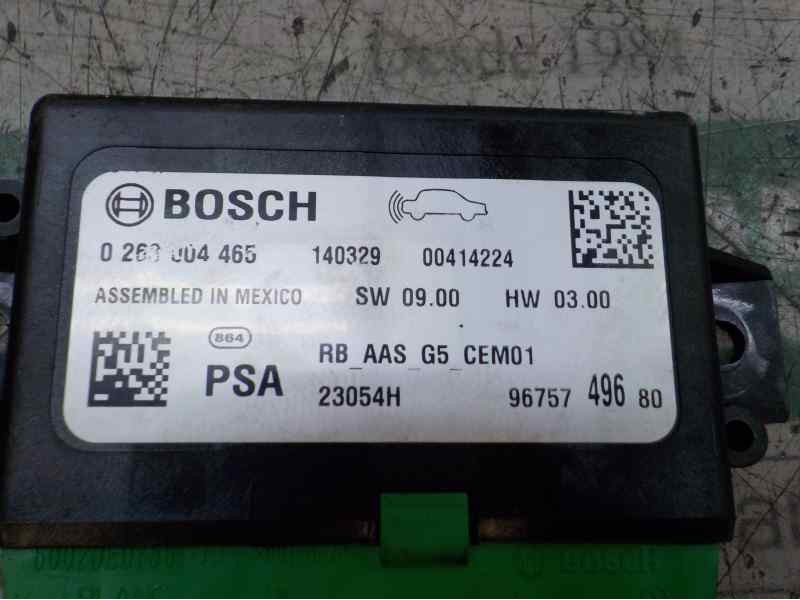 BOSCH
0 263 004 465 140329 00414224
ASSEMBLED IN MEXICO SW 09.00 HW 03.00
864
PSA
RB_AAS_G5_CEM01
23054H 96757 496 80
BOSCH